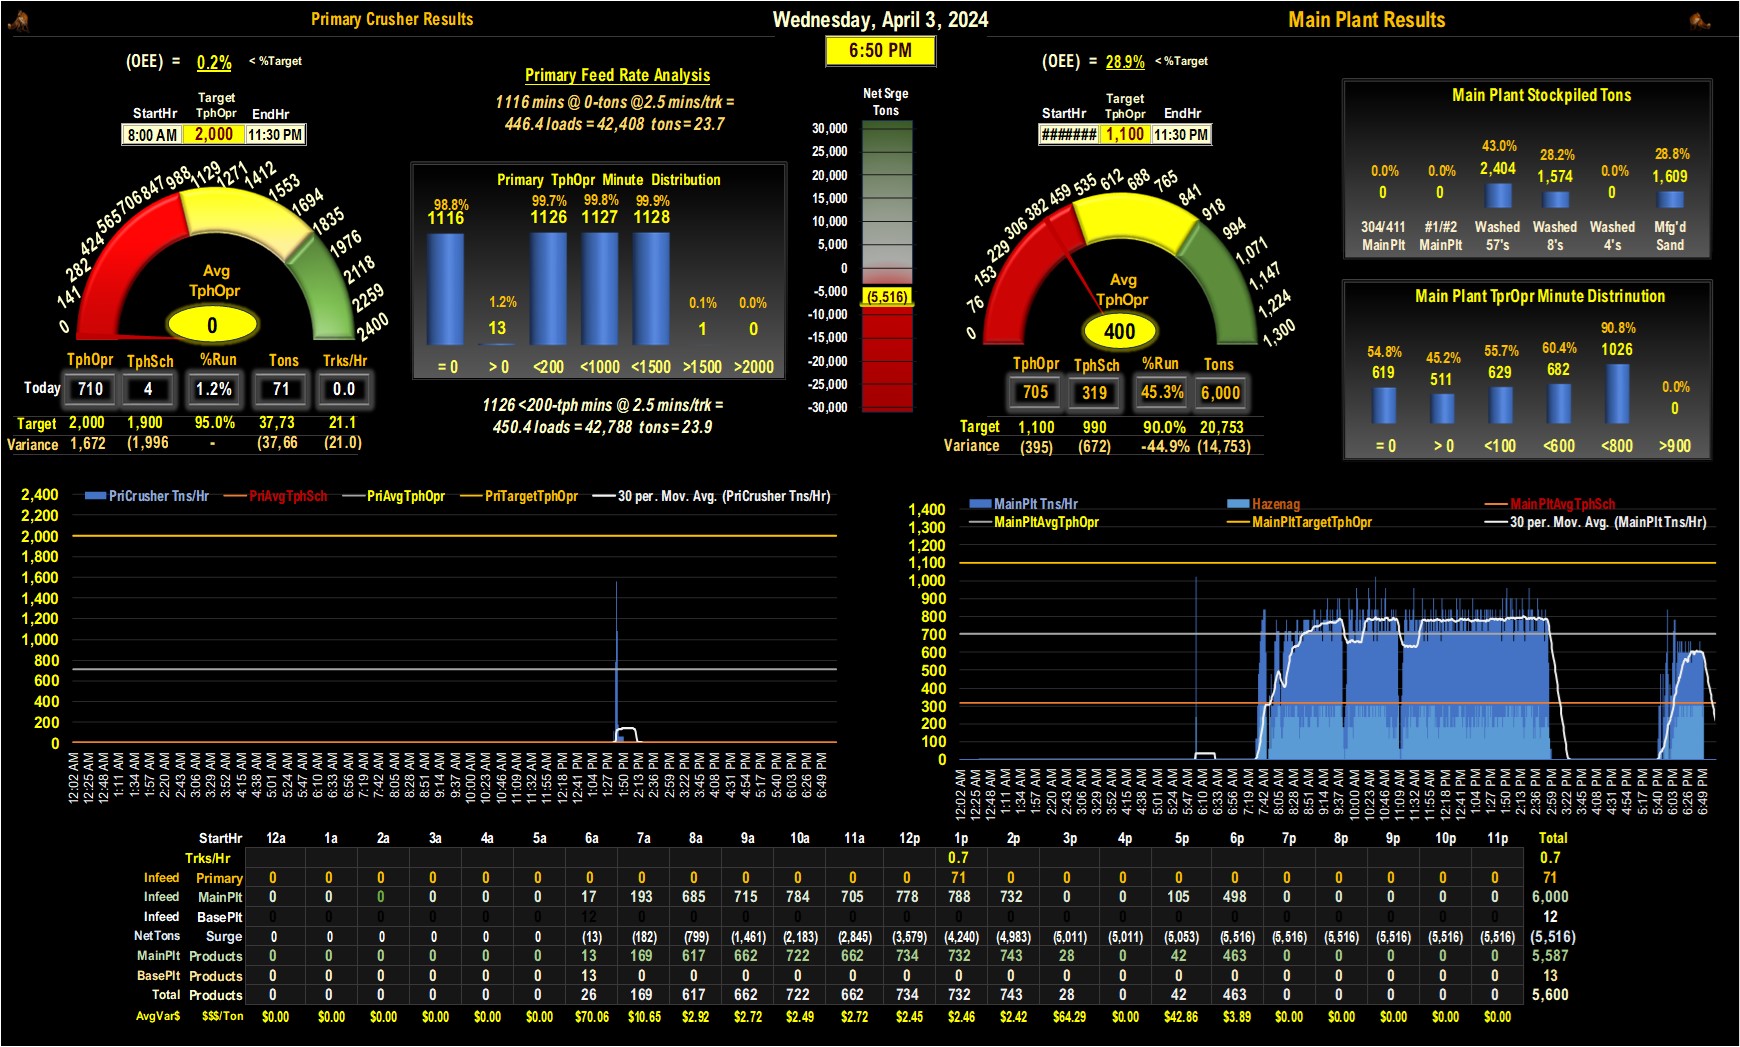 Primary Crusher Results
Wednesday, April 3, 2024
Main Plant Results
6:50 PM
(OEE) = 0.2% < %Target
StartHr Target TphOpr EndHr
8:00 AM 2,000 11:30 PM
0 141 282 424 565 706 847 988 1129 1271 1412 1553 1694 1835 1976 2118 2259 2400
Avg
TphOpr
0
TphOpr TphSch %Run Tons Trks/Hr
Today 710 4 1.2% 71 0.0
Target 2,000 1,900 95.0% 37,73 21.1
Variance 1,672 (1,996 - (37,66 (21.0)
Primary Feed Rate Analysis
1116 mins @ 0-tons @2.5 mins/trk =
446.4 loads = 42,408 tons = 23.7
Primary TphOpr Minute Distribution
98.8% 1.2% 99.7% 99.8% 99.9% 0.1% 0.0%
1116 13 1126 1127 1128 1 0
= 0 > 0 <200 <1000 <1500 >1500 >2000
1126 <200-tph mins @ 2.5 mins/trk =
450.4 loads = 42,788 tons = 23.9
Net Srge
Tons
30,000
25,000
20,000
15,000
10,000
5,000
0
-5,000
(5,516)
-10,000
-15,000
-20,000
-25,000
-30,000
(OEE) = 28.9% < %Target
StartHr Target TphOpr EndHr
####### 1,100 11:30 PM
0 76 153 229 306 382 459 535 612 688 765 841 918 994 1,071 1,147 1,224 1,300
Avg
TphOpr
400
TphOpr TphSch %Run Tons
705 319 45.3% 6,000
Target 1,100 990 90.0% 20,753
Variance (395) (672) -44.9% (14,753)
Main Plant Stockpiled Tons
0.0% 0.0% 43.0% 28.2% 0.0% 28.8%
0 0 2,404 1,574 0 1,609
304/411 #1/#2 Washed Washed Washed Mfg'd
MainPlt MainPlt 57's 8's 4's Sand
Main Plant TprOpr Minute Distrinution
54.8% 45.2% 55.7% 60.4% 90.8% 0.0%
619 511 629 682 1026 0
= 0 > 0 <100 <600 <800 >900
PriCrusher Tns/Hr PriAvgTphSch PriAvgTphOpr PriTargetTphOpr 30 per. Mov. Avg. (PriCrusher Tns/Hr)
2,400
2,200
2,000
1,800
1,600
1,400
1,200
1,000
800
600
400
200
0
12:02 AM 12:25 AM 12:48 AM 1:11 AM 1:34 AM 1:57 AM 2:20 AM 2:43 AM 3:06 AM 3:29 AM 3:52 AM 4:15 AM 4:38 AM 5:01 AM 5:24 AM 5:47 AM 6:10 AM 6:33 AM 6:56 AM 7:19 AM 7:42 AM 8:05 AM 8:28 AM 8:51 AM 9:14 AM 9:37 AM 10:00 AM 10:23 AM 10:46 AM 11:09 AM 11:32 AM 11:55 AM 12:18 PM 12:41 PM 1:04 PM 1:27 PM 1:50 PM 2:13 PM 2:36 PM 2:59 PM 3:22 PM 3:45 PM 4:08 PM 4:31 PM 4:54 PM 5:17 PM 5:40 PM 6:03 PM 6:26 PM 6:49 PM
MainPlt Tns/Hr Hazenag MainPltAvgTphSch
MainPltAvgTphOpr MainPltTargetTphOpr 30 per. Mov. Avg. (MainPlt Tns/Hr)
1,400
1,300
1,200
1,100
1,000
900
800
700
600
500
400
300
200
100
0
12:02 AM 12:25 AM 12:48 AM 1:11 AM 1:34 AM 1:57 AM 2:20 AM 2:43 AM 3:06 AM 3:29 AM 3:52 AM 4:15 AM 4:38 AM 5:01 AM 5:24 AM 5:47 AM 6:10 AM 6:33 AM 6:56 AM 7:19 AM 7:42 AM 8:05 AM 8:28 AM 8:51 AM 9:14 AM 9:37 AM 10:00 AM 10:23 AM 10:46 AM 11:09 AM 11:32 AM 11:55 AM 12:18 PM 12:41 PM 1:04 PM 1:27 PM 1:50 PM 2:13 PM 2:36 PM 2:59 PM 3:22 PM 3:45 PM 4:08 PM 4:31 PM 4:54 PM 5:17 PM 5:40 PM 6:03 PM 6:26 PM 6:49 PM
StartHr 12a 1a 2a 3a 4a 5a 6a 7a 8a 9a 10a 11a 12p 1p 2p 3p 4p 5p 6p 7p 8p 9p 10p 11p Total
Trks/Hr 0.7 0.7
Infeed Primary 0 0 0 0 0 0 0 0 0 0 0 0 0 71 0 0 0 0 0 0 0 0 0 0 71
Infeed MainPlt 0 0 0 0 0 0 17 193 685 715 784 705 778 788 732 0 0 105 498 0 0 0 0 0 6,000
Infeed BasePlt 0 0 0 0 0 0 12 0 0 0 0 0 0 0 0 0 0 0 0 0 0 0 0 0 12
NetTons Surge 0 0 0 0 0 0 (13) (182) (799) (1,461) (2,183) (2,845) (3,579) (4,240) (4,983) (5,011) (5,011) (5,053) (5,516) (5,516) (5,516) (5,516) (5,516) (5,516) (5,516)
MainPlt Products 0 0 0 0 0 0 13 169 617 662 722 662 734 732 743 28 0 42 463 0 0 0 0 0 5,587
BasePlt Products 0 0 0 0 0 0 13 0 0 0 0 0 0 0 0 0 0 0 0 0 0 0 0 0 13
Total Products 0 0 0 0 0 0 26 169 617 662 722 662 734 732 743 28 0 42 463 0 0 0 0 0 5,600
AvgVar$ $$$/Ton $0.00 $0.00 $0.00 $0.00 $0.00 $0.00 $70.06 $10.65 $2.92 $2.72 $2.49 $2.72 $2.45 $2.46 $2.42 $64.29 $0.00 $42.86 $3.89 $0.00 $0.00 $0.00 $0.00 $0.00